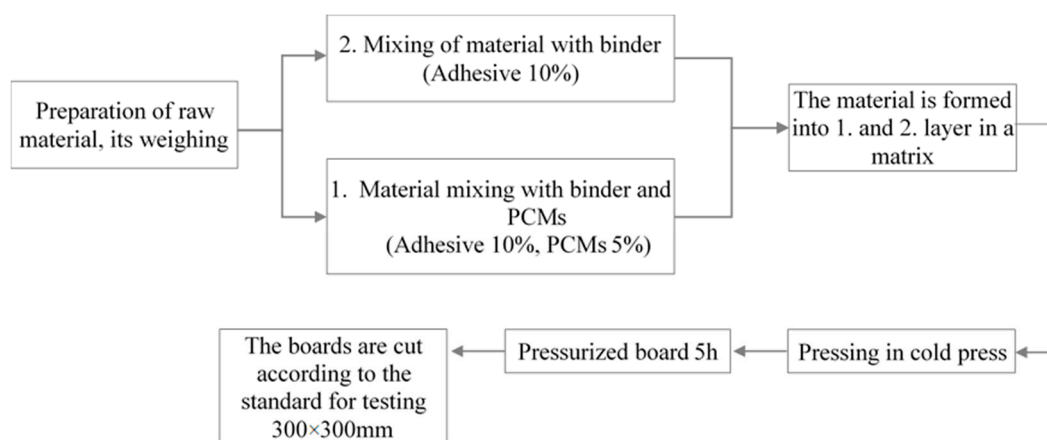 Preparation of raw
material, its weighing
2. Mixing of material with binder
(Adhesive 10%)
1. Material mixing with binder and
PCMs
(Adhesive 10%, PCMs 5%)
The material is formed
into 1. and 2. layer in a
matrix
Pressing in cold press
Pressurized board 5h
The boards are cut
according to the
standard for testing
300×300mm